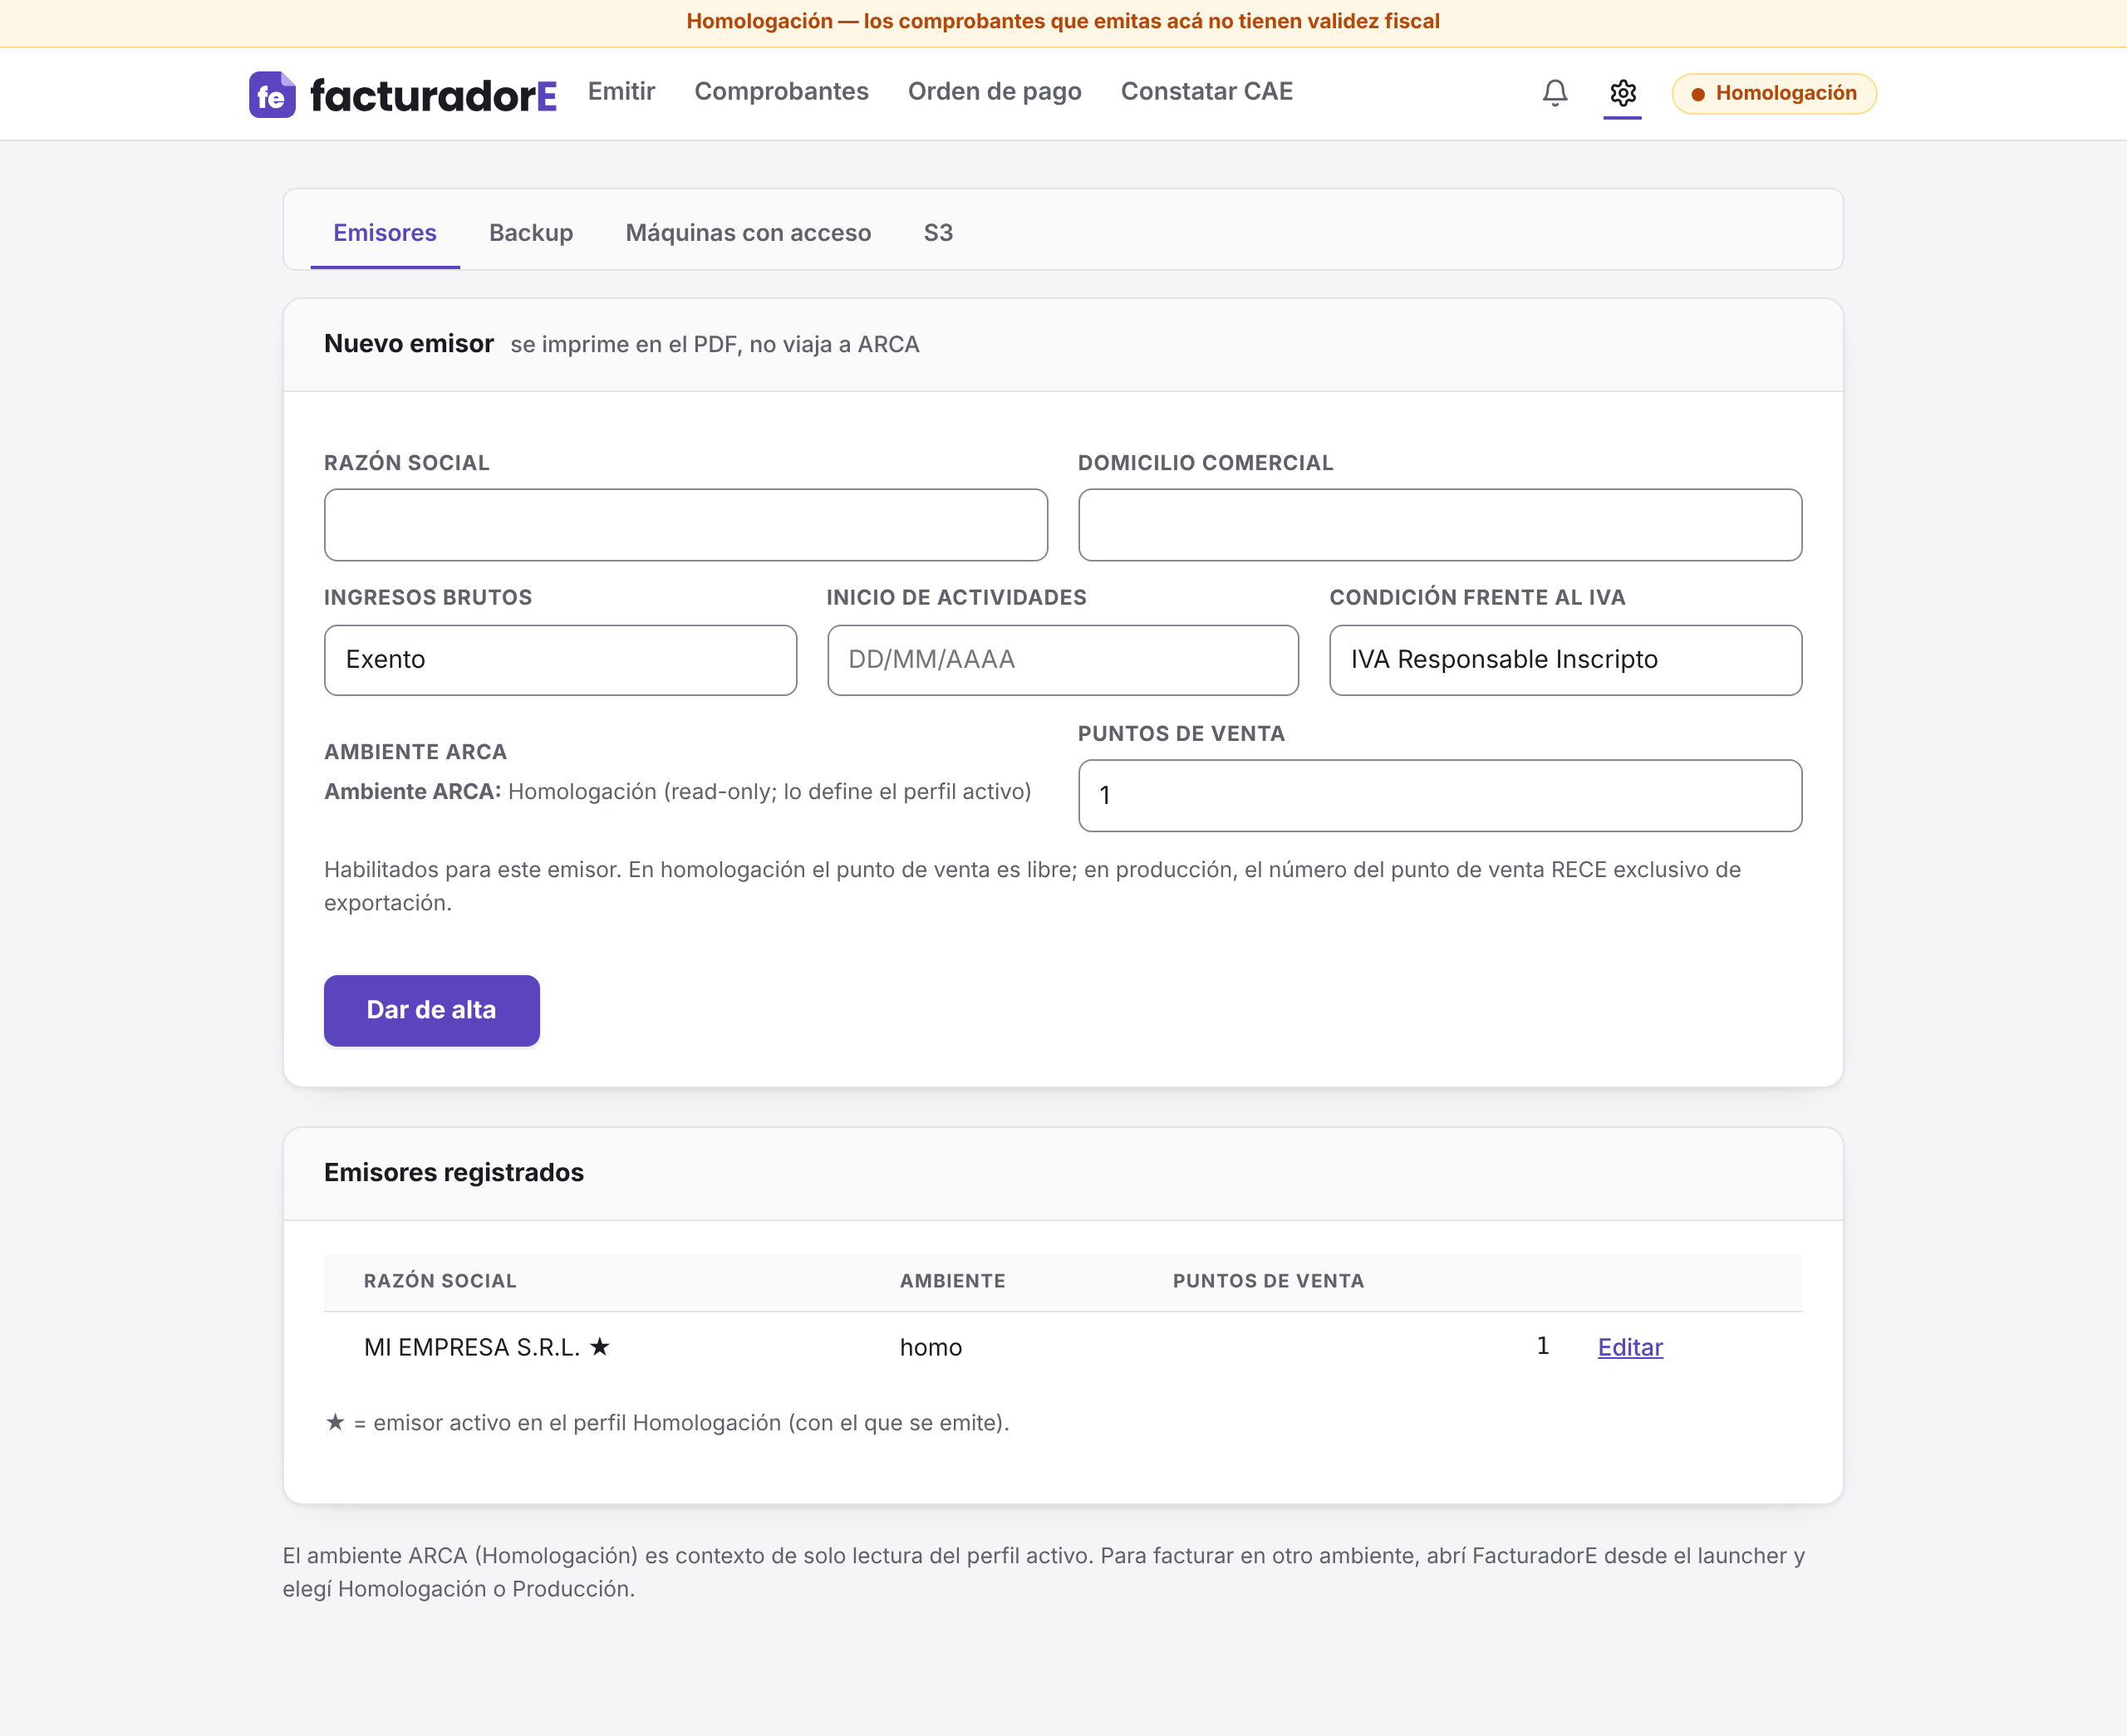 Homologación — los comprobantes que emitas acá no tienen validez fiscal
fe facturadorE Emitir Comprobantes Orden de pago Constatar CAE Homologación
Emisores Backup Máquinas con acceso S3
Nuevo emisor se imprime en el PDF, no viaja a ARCA
RAZÓN SOCIAL DOMICILIO COMERCIAL
INGRESOS BRUTOS INICIO DE ACTIVIDADES CONDICIÓN FRENTE AL IVA
Exento DD/MM/AAAA IVA Responsable Inscripto
AMBIENTE ARCA PUNTOS DE VENTA
Ambiente ARCA: Homologación (read-only; lo define el perfil activo) 1
Habilitados para este emisor. En homologación el punto de venta es libre; en producción, el número del punto de venta RECE exclusivo de
exportación.
Dar de alta
Emisores registrados
RAZÓN SOCIAL AMBIENTE PUNTOS DE VENTA
MI EMPRESA S.R.L. ★ homo 1 Editar
★ = emisor activo en el perfil Homologación (con el que se emite).
El ambiente ARCA (Homologación) es contexto de solo lectura del perfil activo. Para facturar en otro ambiente, abrí FacturadorE desde el launcher y
elegí Homologación o Producción.